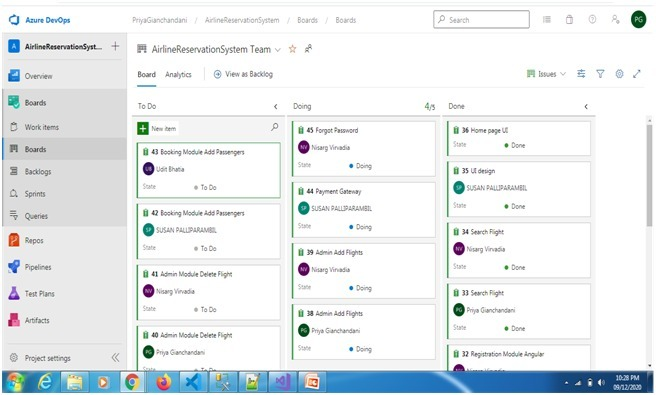 Azure DevOps
PriyaGianchandani / AirlineReservationSystem / Boards / Boards
Search
PG
A AirlineReservationSyst... +
AirlineReservationSystem Team
Overview
Board Analytics View as Backlog
Issues
Boards
Work items
Boards
Backlogs
Sprints
Queries
Repos
Pipelines
Test Plans
Artifacts
Project settings
To Do
New item
43 Booking Module Add Passengers
UB Udit Bhatia
State To Do
42 Booking Module Add Passengers
SP SUSAN PALLIPARAMBIL
State To Do
41 Admin Module Delete Flight
NV Nisarg Virvadia
State To Do
40 Admin Module Delete Flight
PG Priya Gianchandani
State To Do
Doing 4/5
45 Forgot Password
NV Nisarg Virvadia
State Doing
44 Payment Gateway
SP SUSAN PALLIPARAMBIL
State Doing
39 Admin Add Flights
NV Nisarg Virvadia
State Doing
38 Admin Add Flights
PG Priya Gianchandani
State Doing
Done
36 Home page UI
State Done
35 UI design
SP SUSAN PALLIPARAMBIL
State Done
34 Search Flight
NV Nisarg Virvadia
State Done
33 Search Flight
PG Priya Gianchandani
State Done
32 Registration Module Angular
10:28 PM
09/12/2020